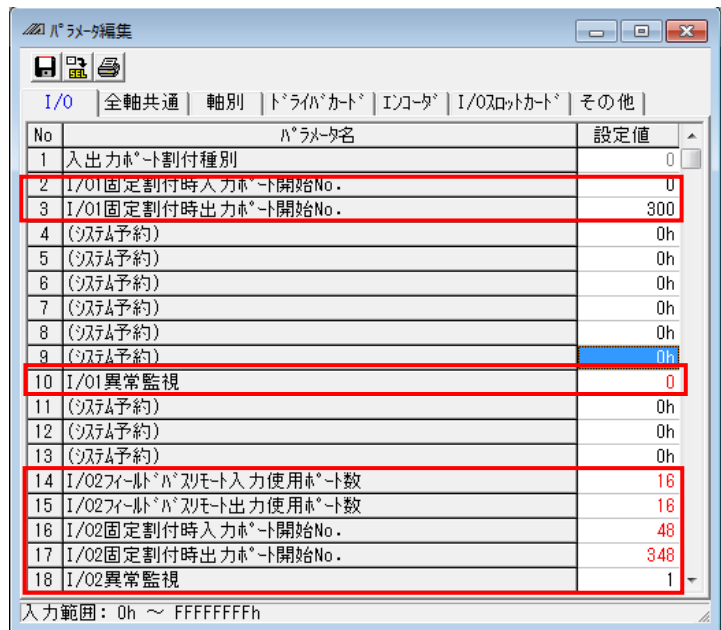 ﾊﾟﾗﾒｰﾀ編集
I/O 全軸共通 軸別 ﾄﾞﾗｲﾊﾞｶｰﾄﾞ ｴﾝｺｰﾀﾞ I/Oｽﾛｯﾄｶｰﾄﾞ その他
No ﾊﾟﾗﾒｰﾀ名 設定値
1 入出力ﾎﾟｰﾄ割付種別 0
2 I/O1固定割付時入力ﾎﾟｰﾄ開始No. 0
3 I/O1固定割付時出力ﾎﾟｰﾄ開始No. 300
4 (ｼｽﾃﾑ予約) 0h
5 (ｼｽﾃﾑ予約) 0h
6 (ｼｽﾃﾑ予約) 0h
7 (ｼｽﾃﾑ予約) 0h
8 (ｼｽﾃﾑ予約) 0h
9 (ｼｽﾃﾑ予約) 0h
10 I/O1異常監視 0
11 (ｼｽﾃﾑ予約) 0h
12 (ｼｽﾃﾑ予約) 0h
13 (ｼｽﾃﾑ予約) 0h
14 I/O2ﾌｨｰﾙﾄﾞﾊﾞｽﾘﾓｰﾄ入力使用ﾎﾟｰﾄ数 16
15 I/O2ﾌｨｰﾙﾄﾞﾊﾞｽﾘﾓｰﾄ出力使用ﾎﾟｰﾄ数 16
16 I/O2固定割付時入力ﾎﾟｰﾄ開始No. 48
17 I/O2固定割付時出力ﾎﾟｰﾄ開始No. 348
18 I/O2異常監視 1
入力範囲: 0h ～ FFFFFFFFh